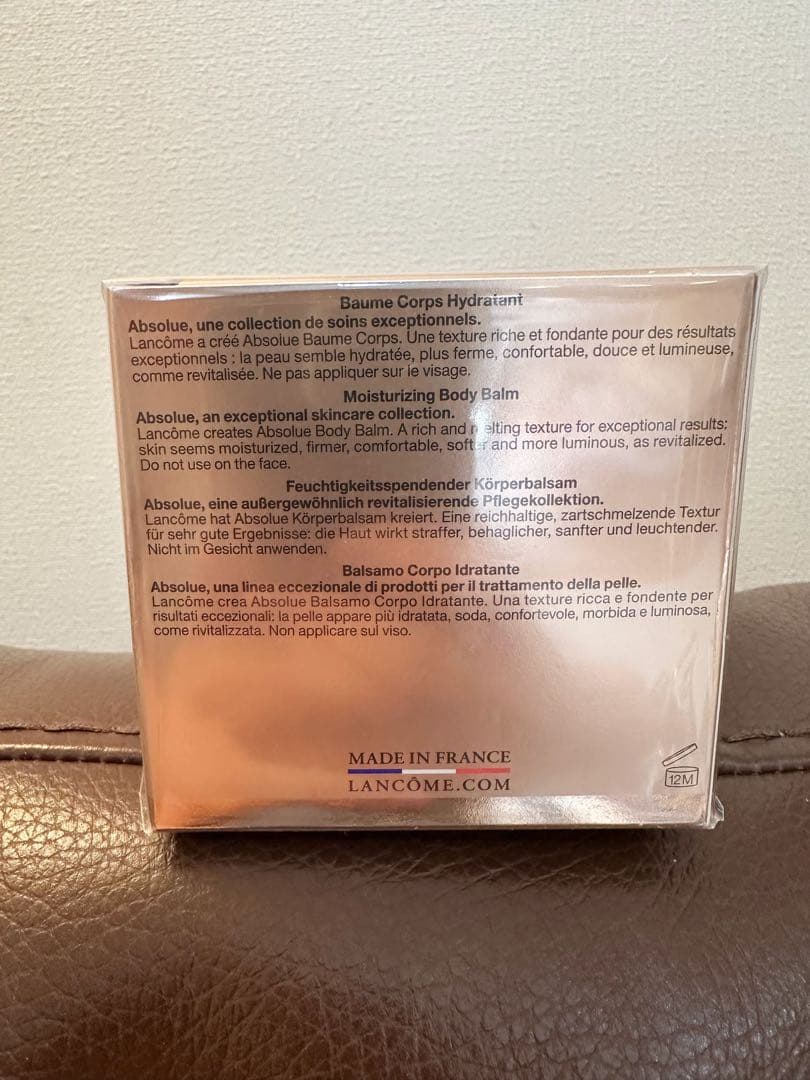 Baume Corps Hydratant
Absolue, une collection de soins exceptionnels.
Lancôme a créé Absolue Baume Corps. Une texture riche et fondante pour des résultats
exceptionnels : la peau semble hydratée, plus ferme, confortable, douce et lumineuse,
comme revitalisée. Ne pas appliquer sur le visage.
Moisturizing Body Balm
Absolue, an exceptional skincare collection.
Lancôme creates Absolue Body Balm. A rich and melting texture for exceptional results:
skin seems moisturized, firmer, comfortable, softer and more luminous, as revitalized.
Do not use on the face.
Feuchtigkeitsspendender Körperbalsam
Absolue, eine außergewöhnlich revitalisierende Pflegekollektion.
Lancôme hat Absolue Körperbalsam kreiert. Eine reichhaltige, zartschmelzende Textur
für sehr gute Ergebnisse: die Haut wirkt straffer, behaglicher, sanfter und leuchtender.
Nicht im Gesicht anwenden.
Balsamo Corpo Idratante
Absolue, una linea eccezionale di prodotti per il trattamento della pelle.
Lancôme crea Absolue Balsamo Corpo Idratante. Una texture ricca e fondente per
risultati eccezionali: la pelle appare più idratata, soda, confortevole, morbida e luminosa,
come rivitalizzata. Non applicare sul viso.
MADE IN FRANCE
LANCÔME.COM
12M